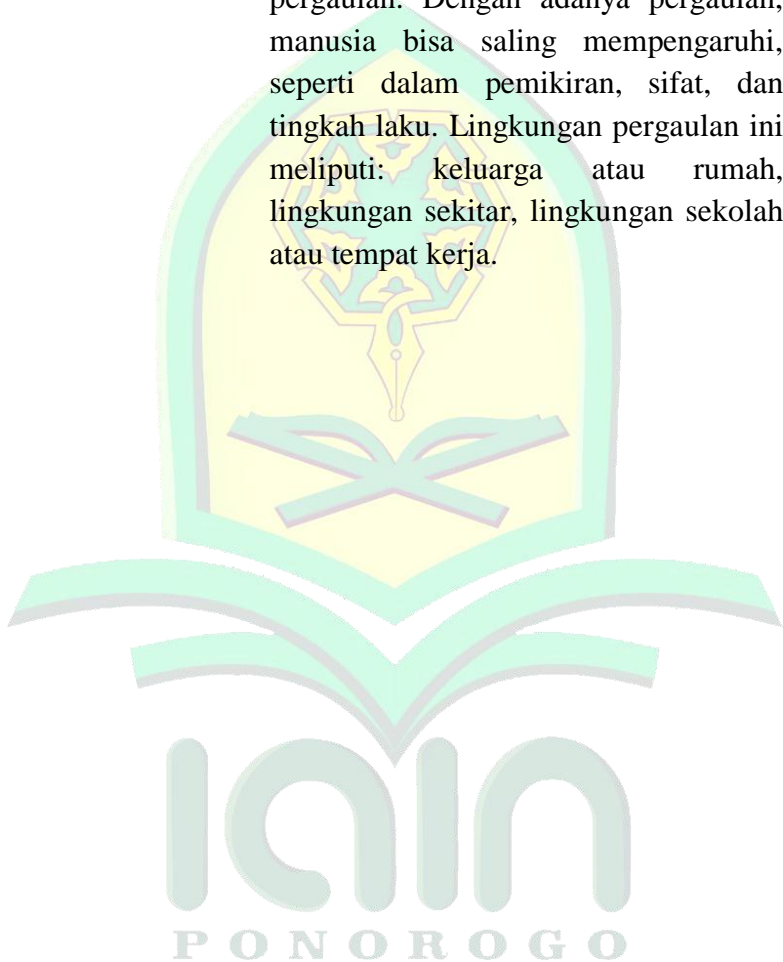 pergaulan. Dengan adanya pergaulan,
manusia bisa saling mempengaruhi,
seperti dalam pemikiran, sifat, dan
tingkah laku. Lingkungan pergaulan ini
meliputi: keluarga atau rumah,
lingkungan sekitar, lingkungan sekolah
atau tempat kerja.
IAIN
PONOROGO